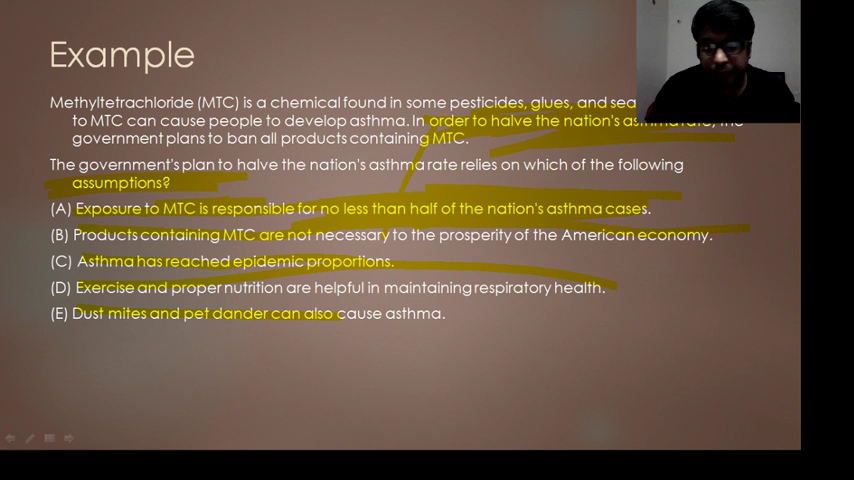 Example
Methyltetrachloride (MTC) is a chemical found in some pesticides, glues, and
to MTC can cause people to develop asthma. In order to halve the nation's asthma rate, the
government plans to ban all products containing MTC.
The government's plan to halve the nation's asthma rate relies on which of the following
assumptions?
(A) Exposure to MTC is responsible for no less than half of the nation's asthma cases.
(B) Products containing MTC are not necessary to the prosperity of the American economy.
(C) Asthma has reached epidemic proportions.
(D) Exercise and proper nutrition are helpful in maintaining respiratory health.
(E) Dust mites and pet dander can also cause asthma.